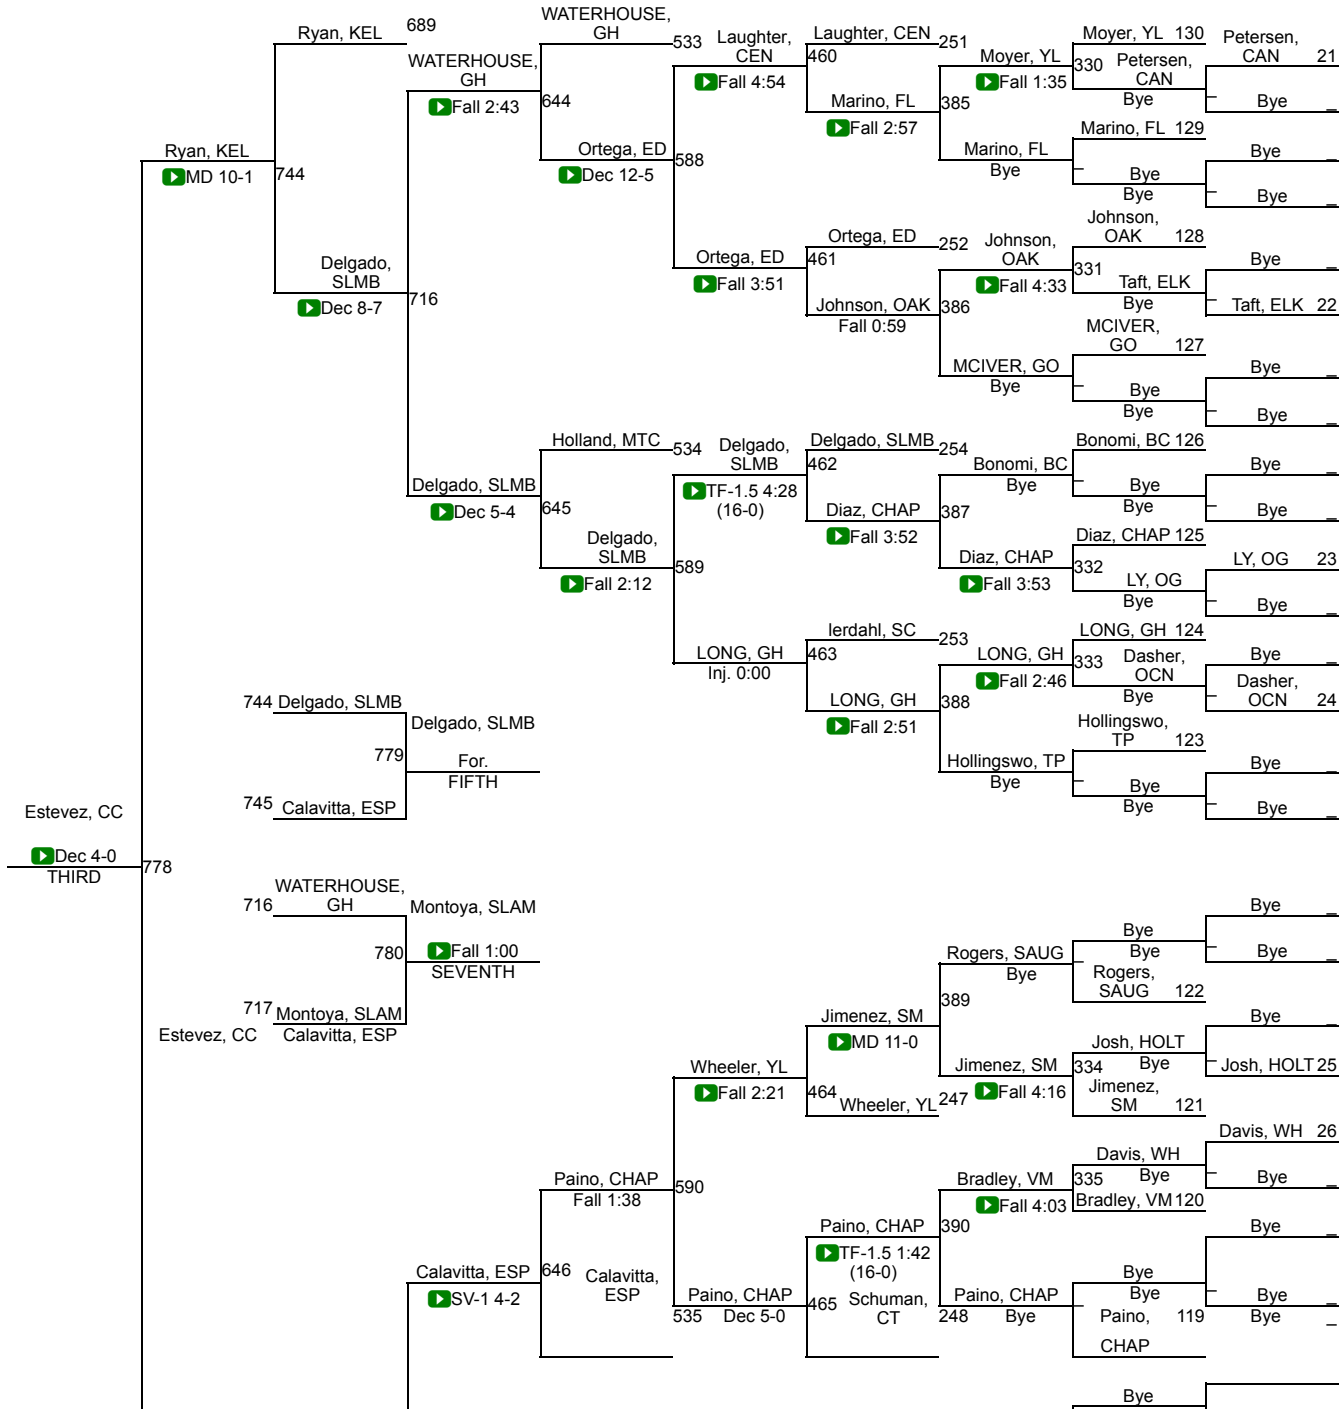 Ryan, KEL
689
WATERHOUSE,
GH
Fall 2:43
WATERHOUSE,
GH
533
644
Ortega, ED
Dec 12-5
588
Laughter,
CEN
Fall 4:54
Laughter, CEN
251
460
Marino, FL
Fall 2:57
385
Moyer, YL
Fall 1:35
Moyer, YL 130
330
Petersen,
CAN
Bye
Petersen,
CAN 21
Bye
Marino, FL
Bye
Marino, FL 129
Bye
Bye
Bye
Bye
Ryan, KEL
MD 10-1
744
Delgado,
SLMB
Dec 8-7
716
Ortega, ED
Fall 3:51
Ortega, ED
252
461
Johnson, OAK
Fall 0:59
386
Johnson,
OAK
Fall 4:33
Johnson,
OAK 128
331
Taft, ELK
Bye
Bye
Taft, ELK 22
MCIVER, GO
Bye
MCIVER,
GO 127
Bye
Bye
Bye
Bye
Delgado, SLMB
Dec 5-4
Holland, MTC
534
645
Delgado,
SLMB
Fall 2:12
589
Delgado,
SLMB
TF-1.5 4:28
(16-0)
Delgado, SLMB
254
462
Diaz, CHAP
Fall 3:52
387
Bonomi, BC
Bye
Bonomi, BC 126
Bye
Bye
Bye
Bye
Diaz, CHAP
Fall 3:53
Diaz, CHAP 125
332
LY, OG
Bye
LY, OG 23
Bye
LONG, GH
Inj. 0:00
Ierdahl, SC
253
463
LONG, GH
Fall 2:51
388
LONG, GH
Fall 2:46
LONG, GH 124
333
Dasher,
OCN
Bye
Bye
Dasher,
OCN 24
Hollingswo, TP
Bye
Hollingswo,
TP 123
Bye
Bye
Bye
Bye
744 Delgado, SLMB
Delgado, SLMB
779
For.
FIFTH
745 Calavitta, ESP
Estevez, CC
Dec 4-0
THIRD
778
716
WATERHOUSE,
GH
Montoya, SLAM
780
Fall 1:00
SEVENTH
717 Montoya, SLAM
Estevez, CC
Calavitta, ESP
Rogers, SAUG
Bye
Bye
Bye
Rogers,
SAUG 122
Bye
Bye
389
Jimenez, SM
MD 11-0
Jimenez, SM
Fall 4:16
Josh, HOLT
334
Bye
Jimenez,
SM 121
Bye
Josh, HOLT 25
Wheeler, YL
Fall 2:21
464
Wheeler, YL
247
Paino, CHAP
Fall 1:38
590
Bradley, VM
Fall 4:03
Davis, WH
335
Bye
Bradley, VM 120
Davis, WH 26
Bye
Paino, CHAP
TF-1.5 1:42
(16-0)
390
Calavitta, ESP
SV-1 4-2
646
Calavitta,
ESP
535
Paino, CHAP
Dec 5-0
465
Schuman,
CT
248
Paino, CHAP
Bye
Bye
Bye
Paino, 119
CHAP
Bye
Bye
Bye
Bye